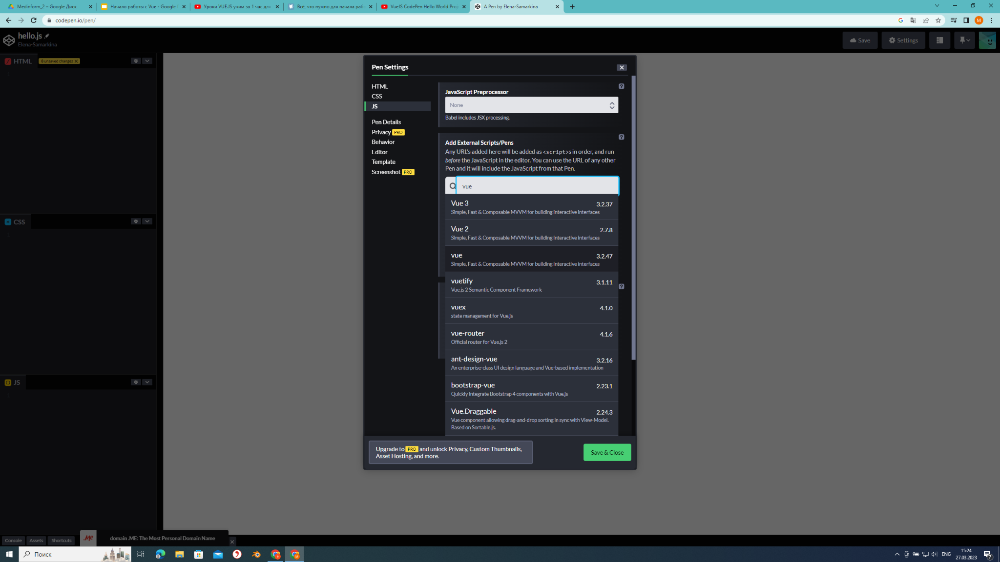 Medinform_2 – Google Диск
Начало работы с Vue - Google
Уроки VUEJS учим за 1 час для
Всё, что нужно для начала рабо
VueJS CodePen Hello World Proj
A Pen by Elena-Samarkina
codepen.io/pen/
M
hello.js
Elena-Samarkina
Save
Settings
HTML
8 unsaved changes X
1
Pen Settings
HTML
CSS
JS
Pen Details
Privacy PRO
Behavior
Editor
Template
Screenshot PRO
JavaScript Preprocessor
None
Babel includes JSX processing.
Add External Scripts/Pens
Any URL's added here will be added as <script>s in order, and run
before the JavaScript in the editor. You can use the URL of any other
Pen and it will include the JavaScript from that Pen.
vue
Vue 3 3.2.37
Simple, Fast & Composable MVVM for building interactive interfaces
Vue 2 2.7.8
Simple, Fast & Composable MVVM for building interactive interfaces
vue 3.2.47
Simple, Fast & Composable MVVM for building interactive interfaces
vuetify 3.1.11
Vue.js 2 Semantic Component Framework
vuex 4.1.0
state management for Vue.js
vue-router 4.1.6
Official router for Vue.js 2
ant-design-vue 3.2.16
An enterprise-class UI design language and Vue-based implementation
bootstrap-vue 2.23.1
Quickly integrate Bootstrap 4 components with Vue.js
Vue.Draggable 2.24.3
Vue component allowing drag-and-drop sorting in sync with View-Model.
Based on Sortable.js.
Upgrade to PRO and unlock Privacy, Custom Thumbnails,
Asset Hosting, and more.
Save & Close
CSS
1
JS
1
Console
Assets
Shortcuts
.Me
domain .ME: The Most Personal Domain Name
Поиск
ENG
15:24
27.03.2023
7